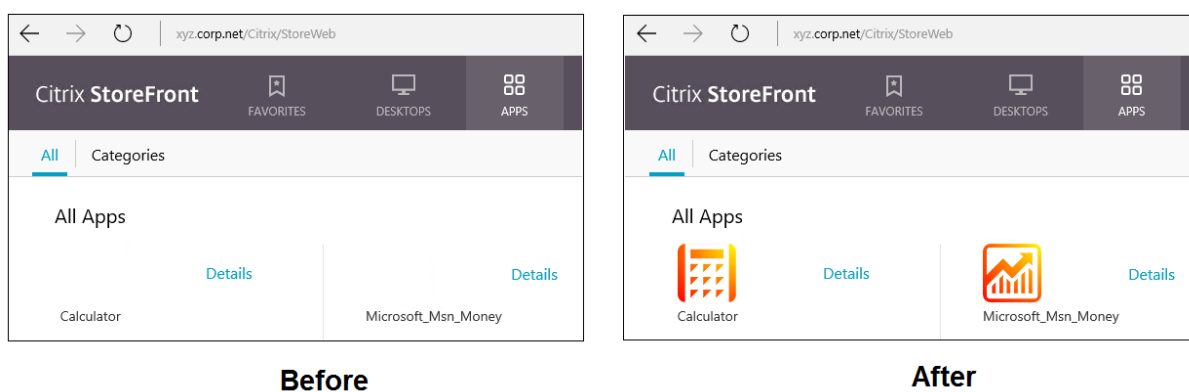 xyz.corp.net/Citrix/StoreWeb
Citrix StoreFront
FAVORITES
DESKTOPS
APPS
All
Categories
All Apps
Details
Details
Calculator
Microsoft_Msn_Money
Before
xyz.corp.net/Citrix/StoreWeb
Citrix StoreFront
FAVORITES
DESKTOPS
APPS
All
Categories
All Apps
Details
Details
Calculator
Microsoft_Msn_Money
After